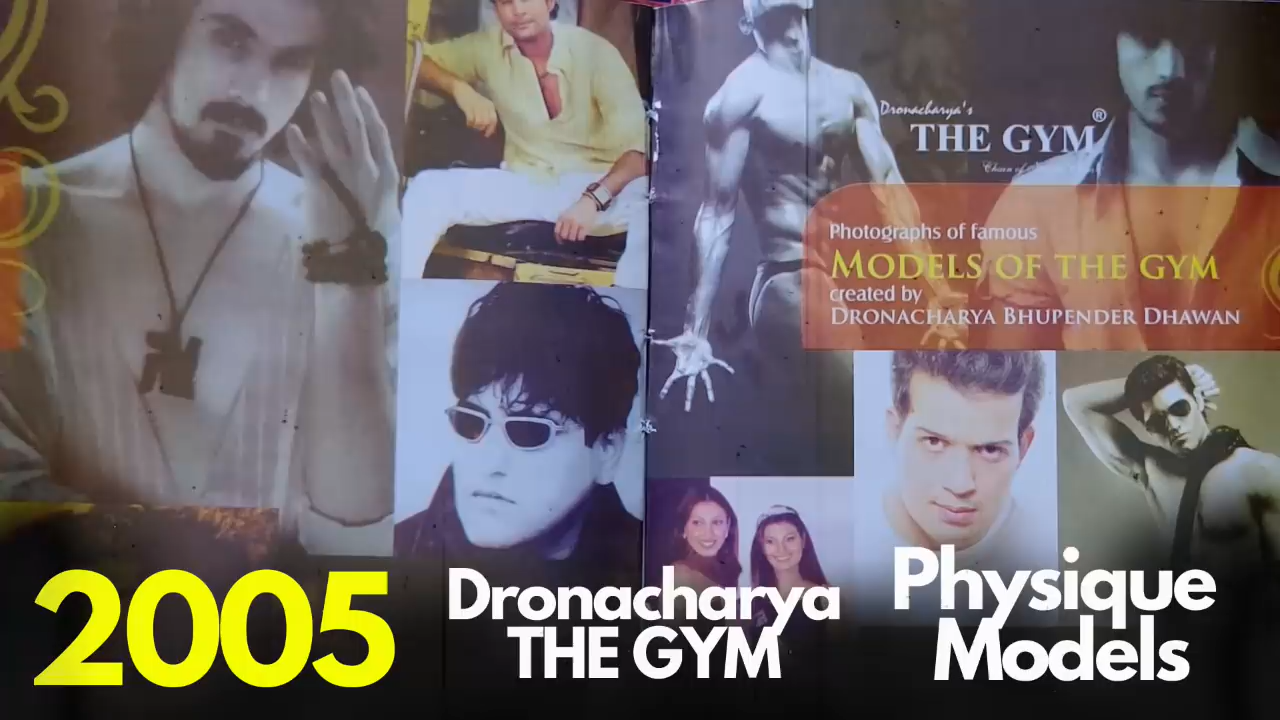 Dronacharya's
THE GYM®
Photographs of famous
MODELS OF THE GYM
created by
DRONACHARYA BHUPENDER DHAWAN
2005
Dronacharya
THE GYM
Physique
Models